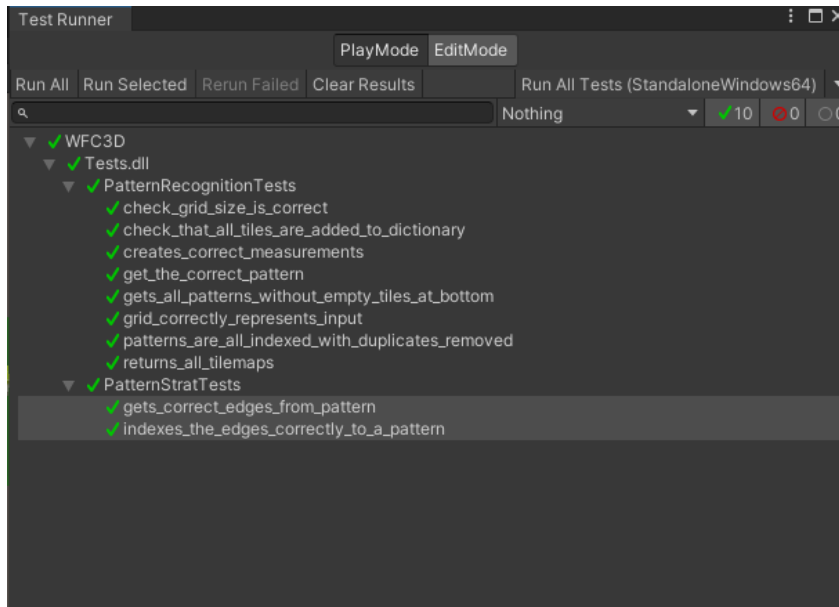 Test Runner
PlayMode EditMode
Run All Run Selected Rerun Failed Clear Results Run All Tests (StandaloneWindows64)
Nothing 10 0 0
WFC3D
Tests.dll
PatternRecognitionTests
check_grid_size_is_correct
check_that_all_tiles_are_added_to_dictionary
creates_correct_measurements
get_the_correct_pattern
gets_all_patterns_without_empty_tiles_at_bottom
grid_correctly_represents_input
patterns_are_all_indexed_with_duplicates_removed
returns_all_tilemaps
PatternStratTests
gets_correct_edges_from_pattern
indexes_the_edges_correctly_to_a_pattern